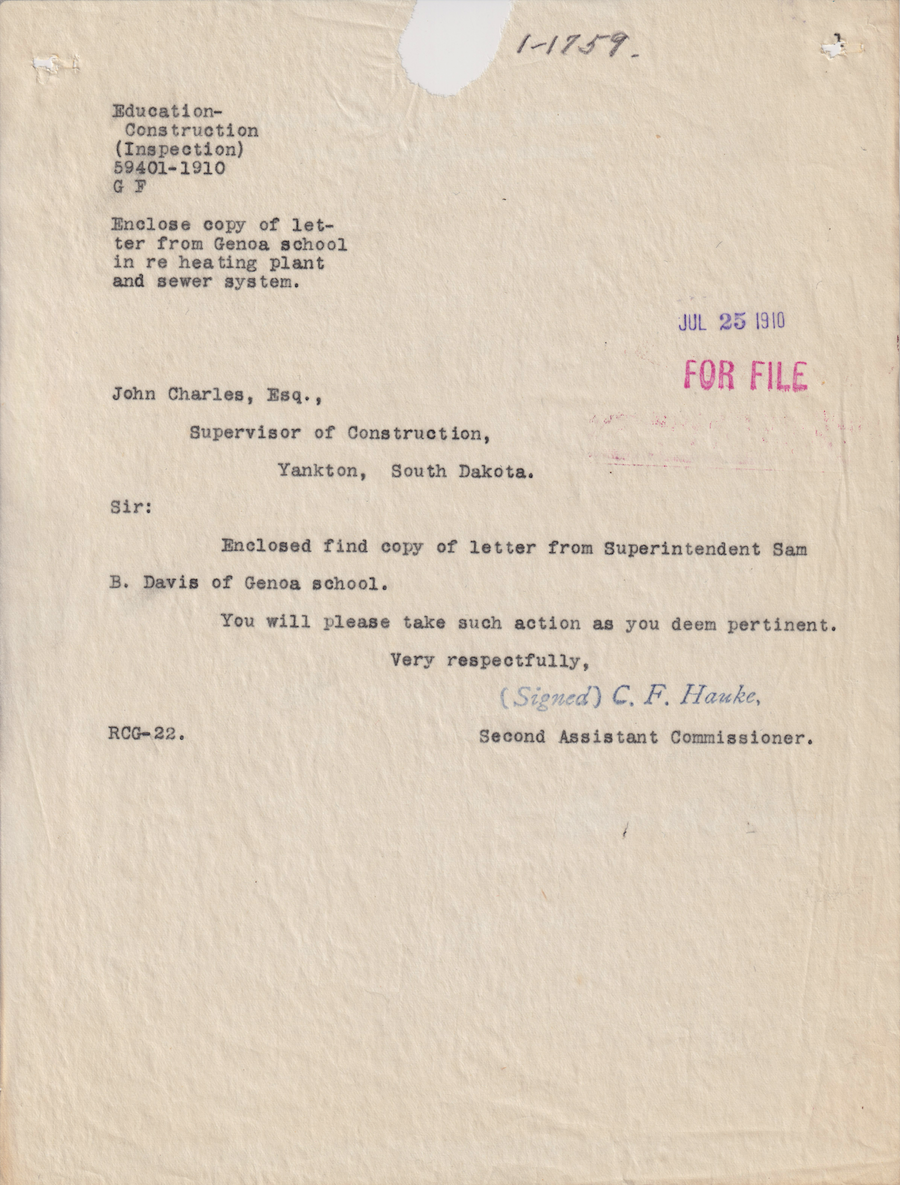 1-1759.
Education-
Construction
(Inspection)
59401-1910
G F
Enclose copy of let-
ter from Genoa school
in re heating plant
and sewer system.
JUL 25 1910
FOR FILE
John Charles, Esq.,
Supervisor of Construction,
Yankton, South Dakota.
Sir:
Enclosed find copy of letter from Superintendent Sam
B. Davis of Genoa school.
You will please take such action as you deem pertinent.
Very respectfully,
(Signed) C. F. Hauke,
RCG-22. Second Assistant Commissioner.